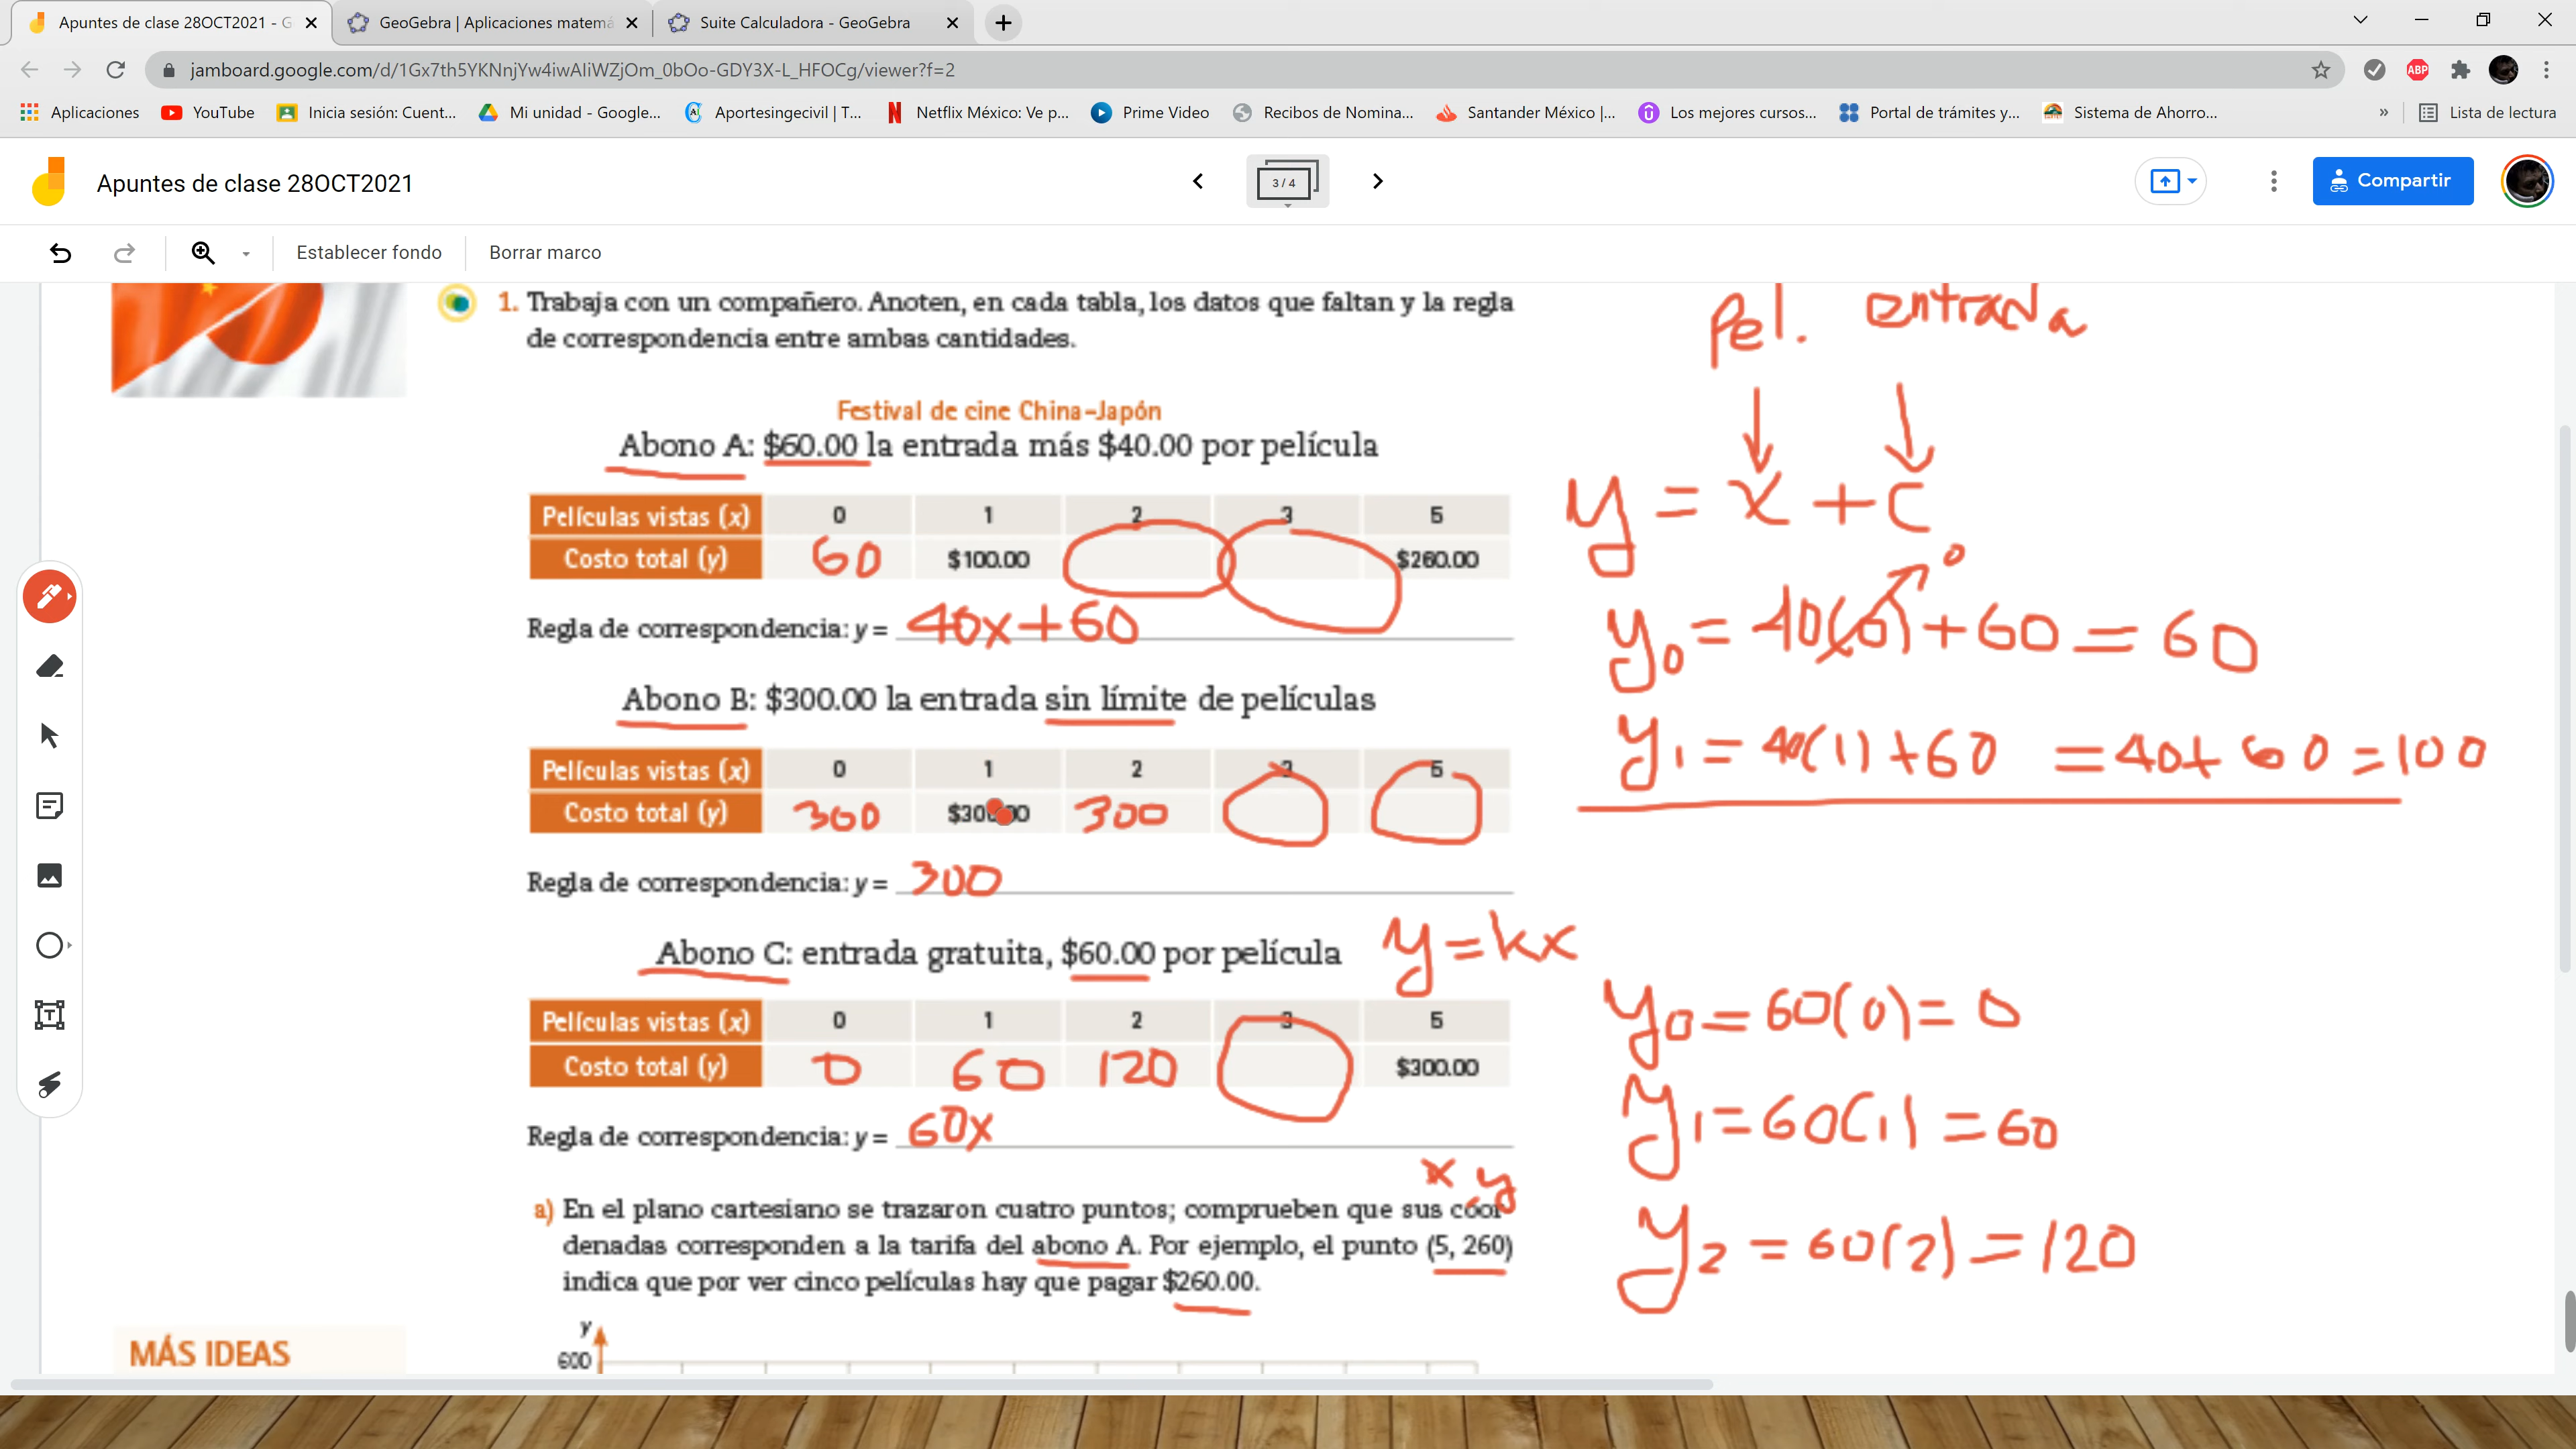 Apuntes de clase 28OCT2021 - G
GeoGebra | Aplicaciones matemá
Suite Calculadora - GeoGebra
jamboard.google.com/d/1Gx7th5YKNnjYw4iwAIiWZjOm_0bOo-GDY3X-L_HFOCg/viewer?f=2
ABP
Aplicaciones
YouTube
Inicia sesión: Cuent...
Mi unidad - Google...
Aportesingecivil | T...
Netflix México: Ve p...
Prime Video
Recibos de Nomina...
Santander México |...
Los mejores cursos...
Portal de trámites y...
Sistema de Ahorro...
»
Lista de lectura
Apuntes de clase 28OCT2021
3 / 4
Compartir
Establecer fondo
Borrar marco
1. Trabaja con un compañero. Anoten, en cada tabla, los datos que faltan y la regla
de correspondencia entre ambas cantidades.
Festival de cine China-Japón
Abono A: $60.00 la entrada más $40.00 por película
Películas vistas (x) 0 1 2 3 5
Costo total (y) 60 $100.00 $260.00
Regla de correspondencia: y = 40x+60
Abono B: $300.00 la entrada sin límite de películas
Películas vistas (x) 0 1 2 3 5
Costo total (y) 300 $300.00 300
Regla de correspondencia: y = 300
Abono C: entrada gratuita, $60.00 por película
y=kx
Películas vistas (x) 0 1 2 3 5
Costo total (y) 0 60 120 $300.00
Regla de correspondencia: y = 60x
x,y
a) En el plano cartesiano se trazaron cuatro puntos; comprueben que sus coor-
denadas corresponden a la tarifa del abono A. Por ejemplo, el punto (5, 260)
indica que por ver cinco películas hay que pagar $260.00.
y
600
MÁS IDEAS
Pel. entrada
y = x + c
0
y0 = 40(0)+60 = 60
y1 = 40(1)+60 =40+60=100
y0=60(0)=0
y1=60(1)=60
y2=60(2)=120